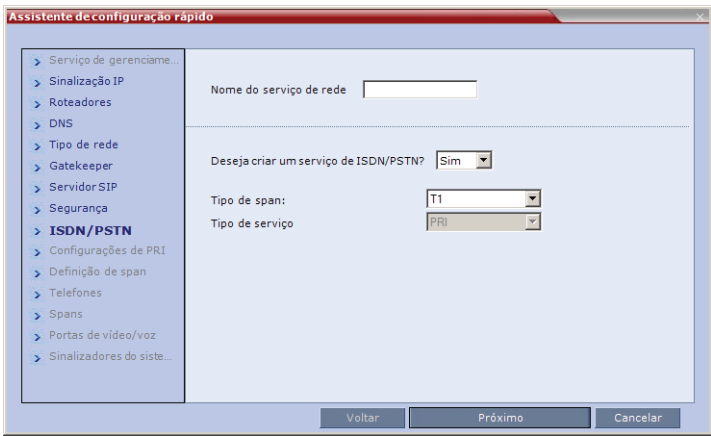 Assistente de configuração rápido
Serviço de gerenciame...
Sinalização IP
Roteadores
DNS
Tipo de rede
Gatekeeper
Servidor SIP
Segurança
ISDN/PSTN
Configurações de PRI
Definição de span
Telefones
Spans
Portas de vídeo/voz
Sinalizadores do siste...
Nome do serviço de rede
Deseja criar um serviço de ISDN/PSTN? Sim
Tipo de span: T1
Tipo de serviço PRI
Voltar Próximo Cancelar